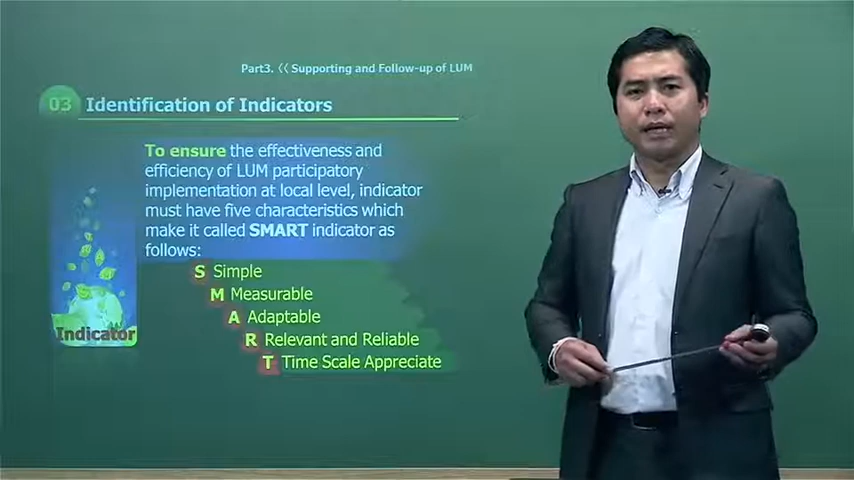 Part3. 〈〈 Supporting and Follow-up of LUM
03 Identification of Indicators
To ensure the effectiveness and
efficiency of LUM participatory
implementation at local level, indicator
must have five characteristics which
make it called SMART indicator as
follows:
S Simple
M Measurable
A Adaptable
R Relevant and Reliable
T Time Scale Appreciate
Indicator